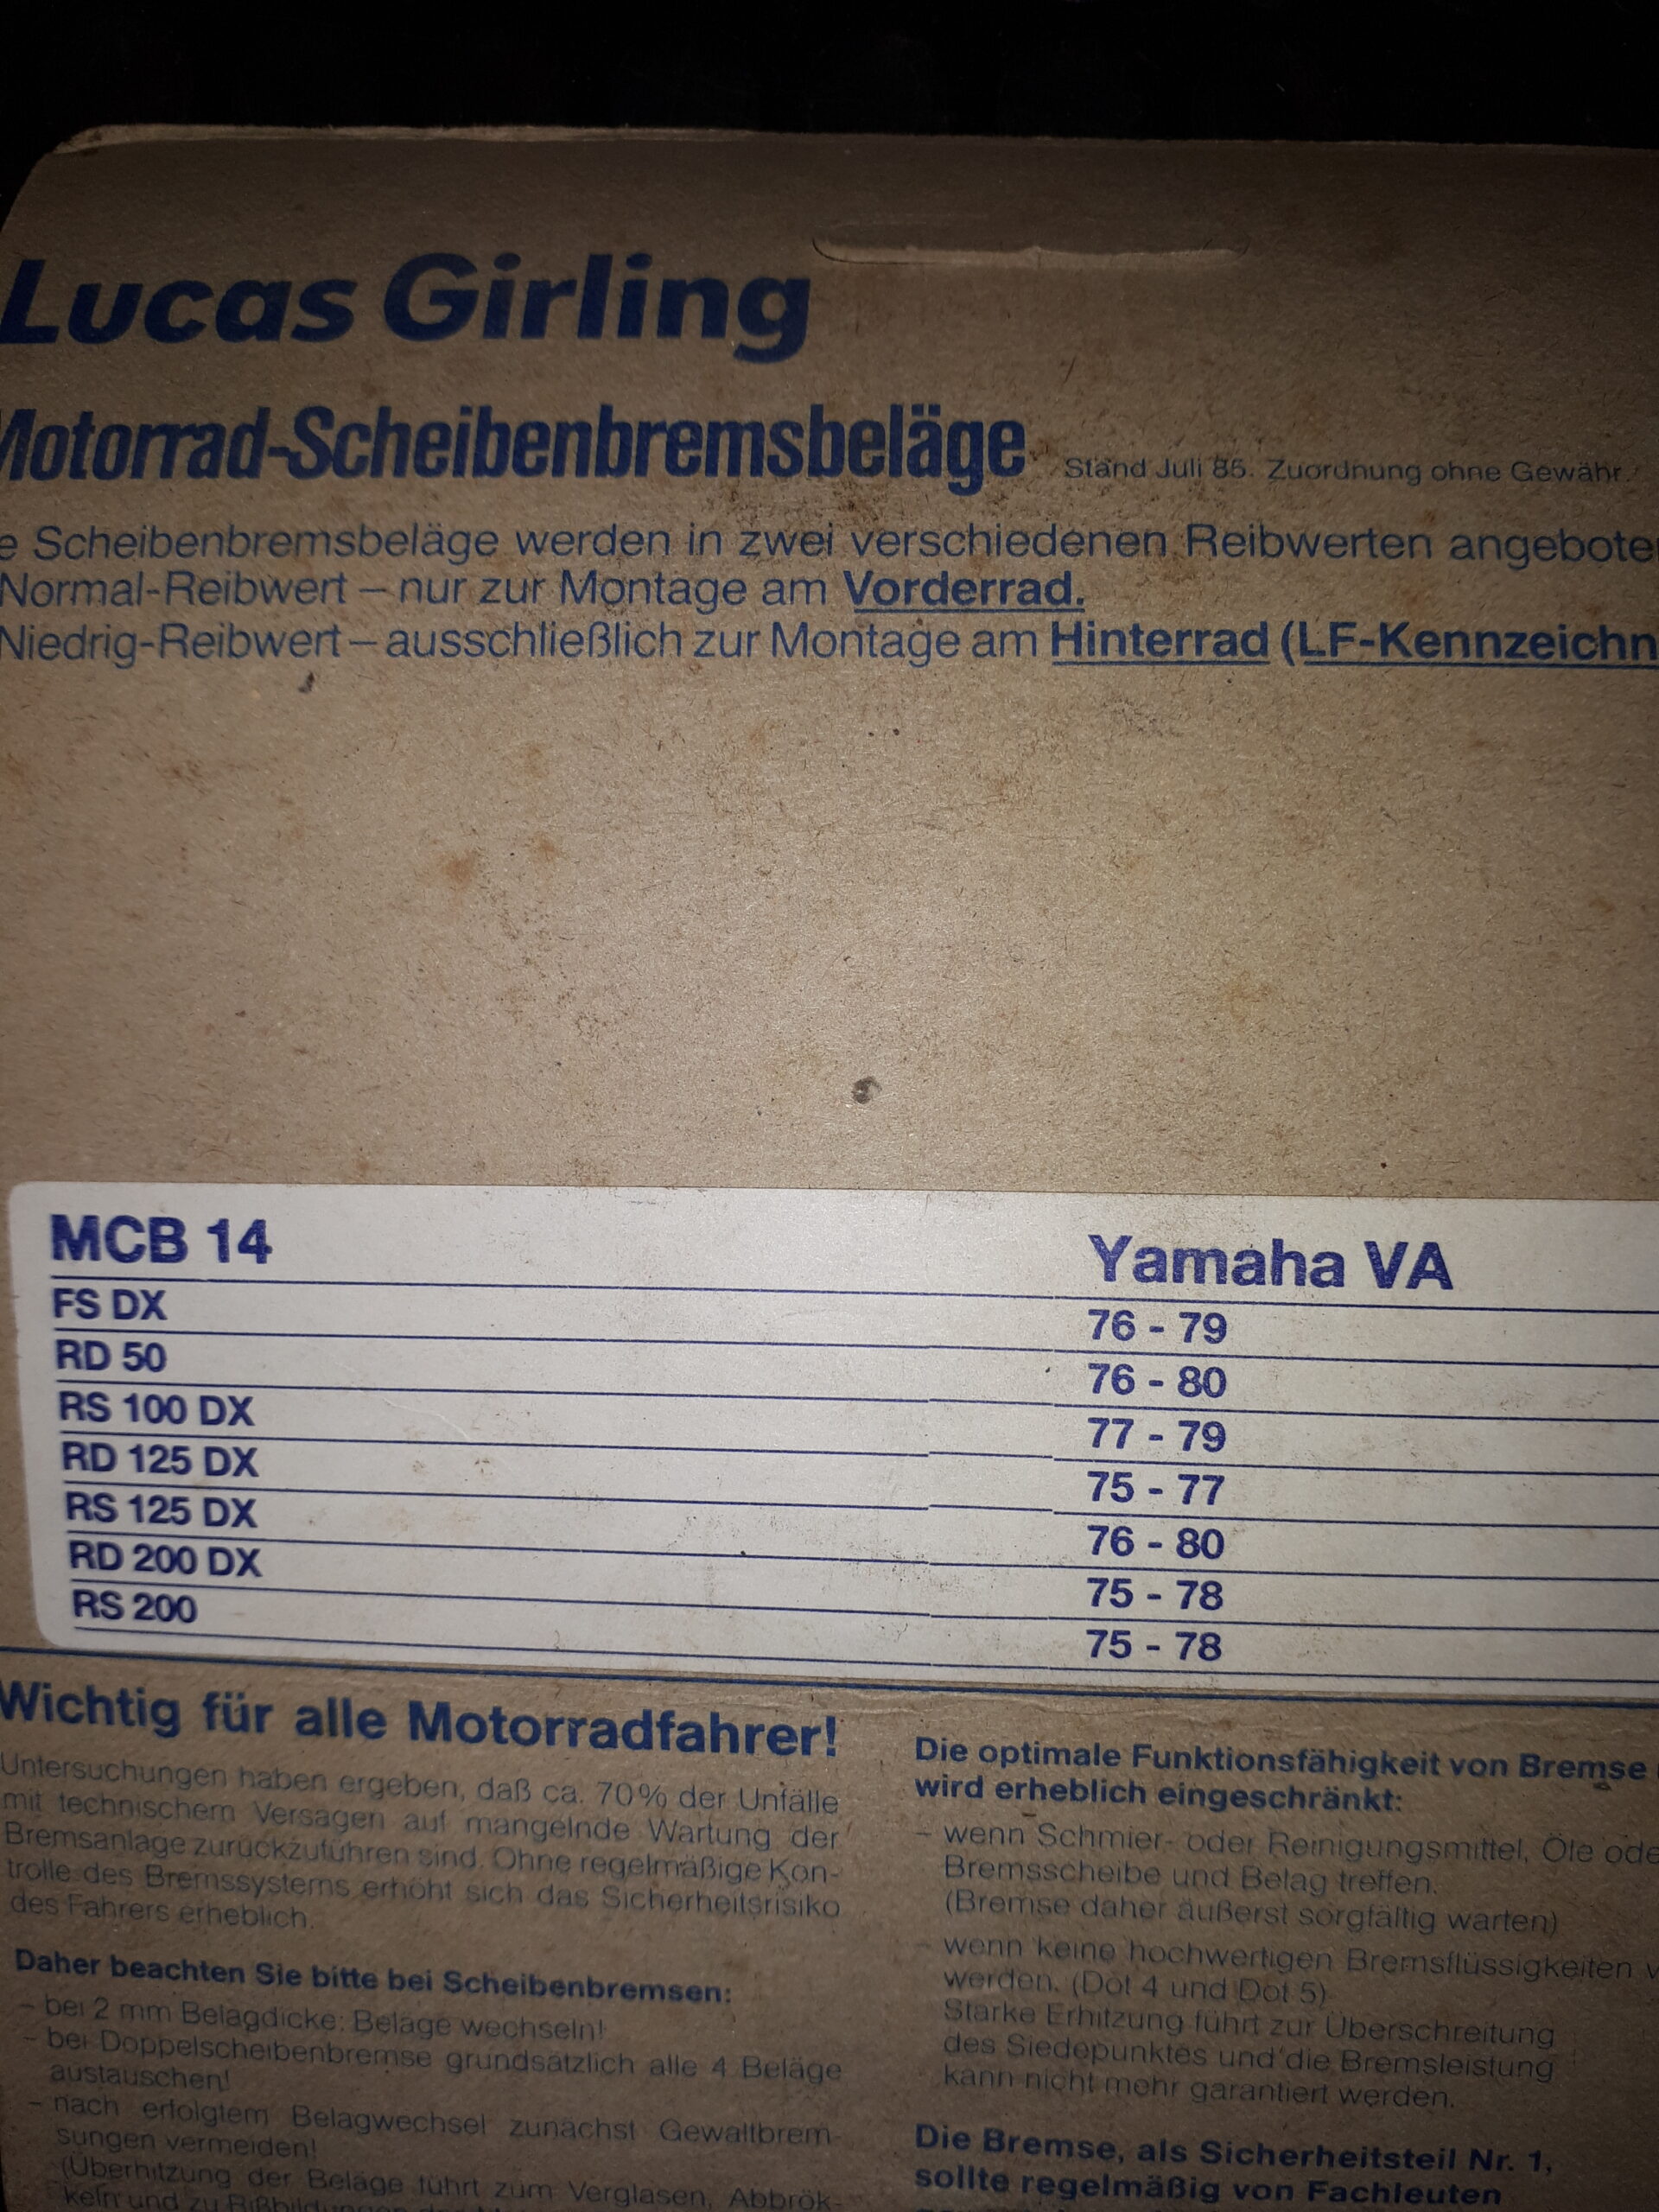 Lucas Girling
Motorrad-Scheibenbremsbeläge Stand Juli 85. Zuordnung ohne Gewähr.
e Scheibenbremsbeläge werden in zwei verschiedenen Reibwerten angebote
Normal-Reibwert – nur zur Montage am Vorderrad.
Niedrig-Reibwert – ausschließlich zur Montage am Hinterrad (LF-Kennzeichn
MCB 14 Yamaha VA
FS DX 76 - 79
RD 50 76 - 80
RS 100 DX 77 - 79
RD 125 DX 75 - 77
RS 125 DX 76 - 80
RD 200 DX 75 - 78
RS 200 75 - 78
Wichtig für alle Motorradfahrer!
Untersuchungen haben ergeben, daß ca. 70% der Unfälle
mit technischem Versagen auf mangelnde Wartung der
Bremsanlage zurückzuführen sind. Ohne regelmäßige Kon-
trolle des Bremssystems erhöht sich das Sicherheitsrisiko
des Fahrers erheblich.
Daher beachten Sie bitte bei Scheibenbremsen:
– bei 2 mm Belagdicke: Beläge wechseln!
– bei Doppelscheibenbremse grundsätzlich alle 4 Beläge
austauschen!
– nach erfolgtem Belagwechsel zunächst Gewaltbrem-
sungen vermeiden!
(Überhitzung der Beläge führt zum Verglasen, Abbrök-
keln und zu Rißbildungen
Die optimale Funktionsfähigkeit von Bremse
wird erheblich eingeschränkt:
– wenn Schmier- oder Reinigungsmittel, Öle ode
Bremsscheibe und Belag treffen.
(Bremse daher äußerst sorgfältig warten)
– wenn keine hochwertigen Bremsflüssigkeiten v
werden. (Dot 4 und Dot 5)
Starke Erhitzung führt zur Überschreitung
des Siedepunktes und die Bremsleistung
kann nicht mehr garantiert werden.
Die Bremse, als Sicherheitsteil Nr. 1,
sollte regelmäßig von Fachleuten